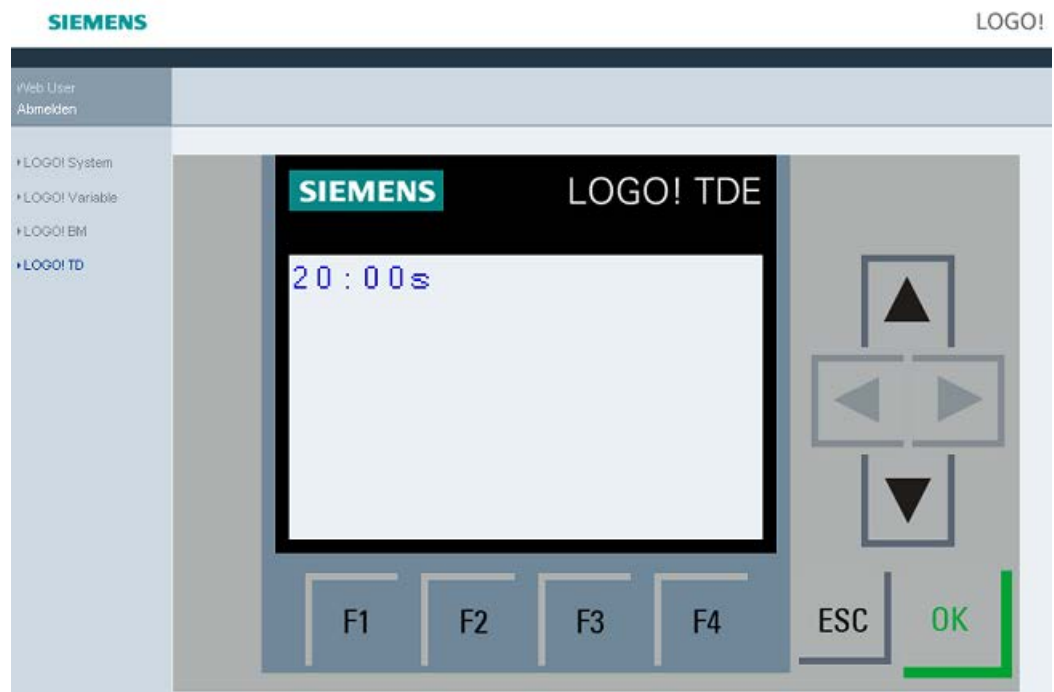 SIEMENS
LOGO!
Web User
Abmelden
LOGO! System
LOGO! Variable
LOGO! BM
LOGO! TD
SIEMENS
LOGO! TDE
20:00s
F1
F2
F3
F4
ESC
OK